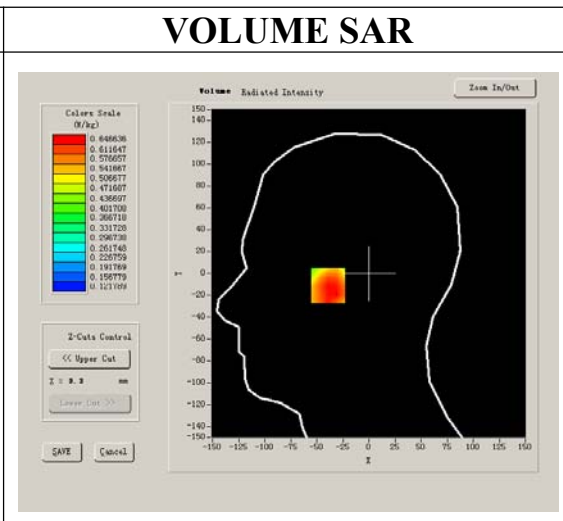 VOLUME SAR
Volume Radiated Intensity
Zoom In/Out
Colors Scale
(W/kg)
0.646636
0.611647
0.576657
0.541667
0.506677
0.471687
0.436697
0.401708
0.366718
0.331728
0.296738
0.261748
0.226759
0.191769
0.156779
0.121789
Z-Cuts Control
<< Upper Cut
mm
Lower Cut >>
SAVE
Cancel
150
140
120
100
80
60
40
20
0
-20
-40
-60
-80
-100
-120
-140
-150
-150 -125 -100 -75 -50 -25 0 25 50 75 100 125 150
X